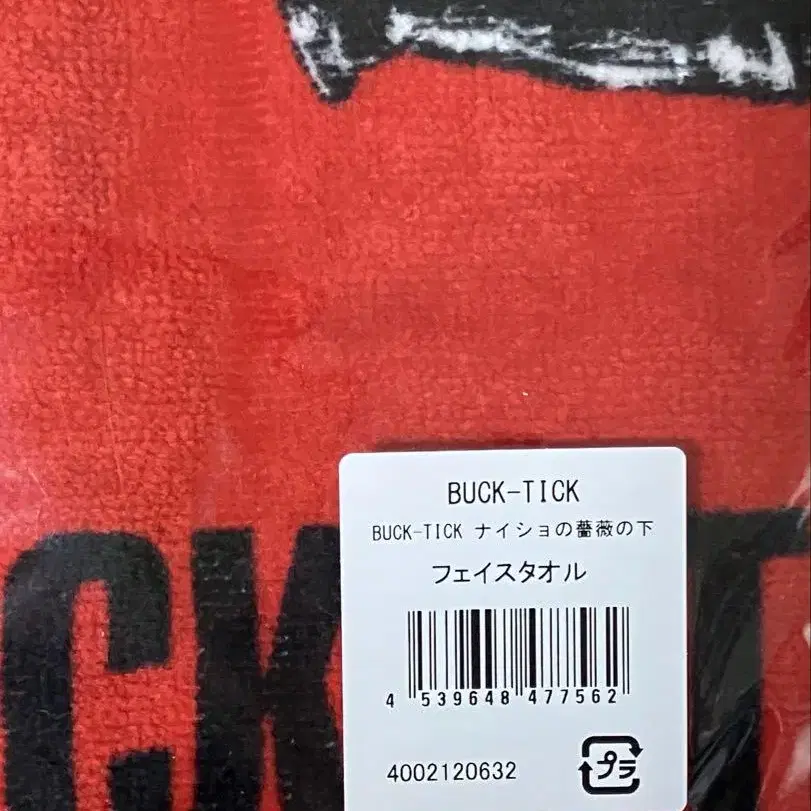 BUCK-TICK
BUCK-TICK ナイショの薔薇の下
フェイスタオル
4 539648 477562
4002120632
プラ
CK T